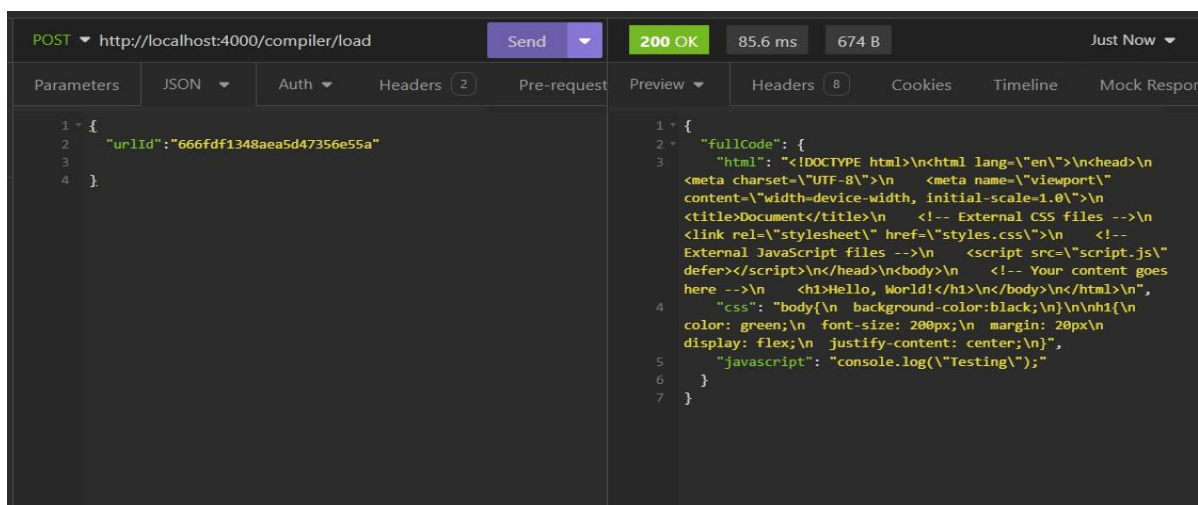 POST http://localhost:4000/compiler/load Send
Parameters JSON Auth Headers 2 Pre-request
1 {
2 "urlId":"666fdf1348aea5d47356e55a"
3
4 }
200 OK 85.6 ms 674 B Just Now
Preview Headers 8 Cookies Timeline Mock Respor
1 {
2 "fullCode": {
3 "html": "<!DOCTYPE html>\n<html lang=\"en\">\n<head>\n
<meta charset=\"UTF-8\">\n    <meta name=\"viewport\"
content=\"width=device-width, initial-scale=1.0\">\n
<title>Document</title>\n    <!-- External CSS files -->\n
<link rel=\"stylesheet\" href=\"styles.css\">\n    <!--
External JavaScript files -->\n    <script src=\"script.js\"
defer></script>\n</head>\n<body>\n    <!-- Your content goes
here -->\n    <h1>Hello, World!</h1>\n</body>\n</html>\n",
4 "css": "body{\n  background-color:black;\n}\n\nh1{\n
color: green;\n  font-size: 200px;\n  margin: 20px\n
display: flex;\n  justify-content: center;\n}",
5 "javascript": "console.log(\"Testing\");"
6 }
7 }